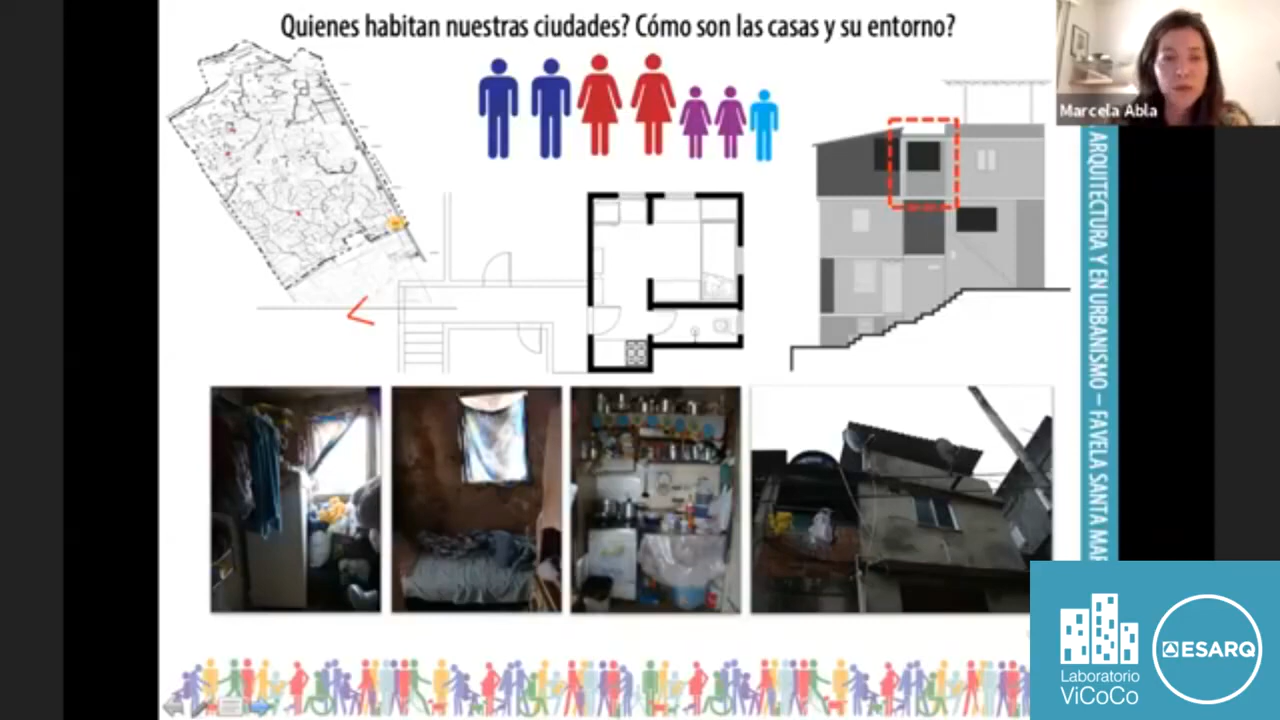 Quienes habitan nuestras ciudades? Cómo son las casas y su entorno?
Marcela Abla
ARQUITECTURA Y EN URBANISMO – FAVELA SANTA MAR
Laboratorio
ViCoCo
ESARQ